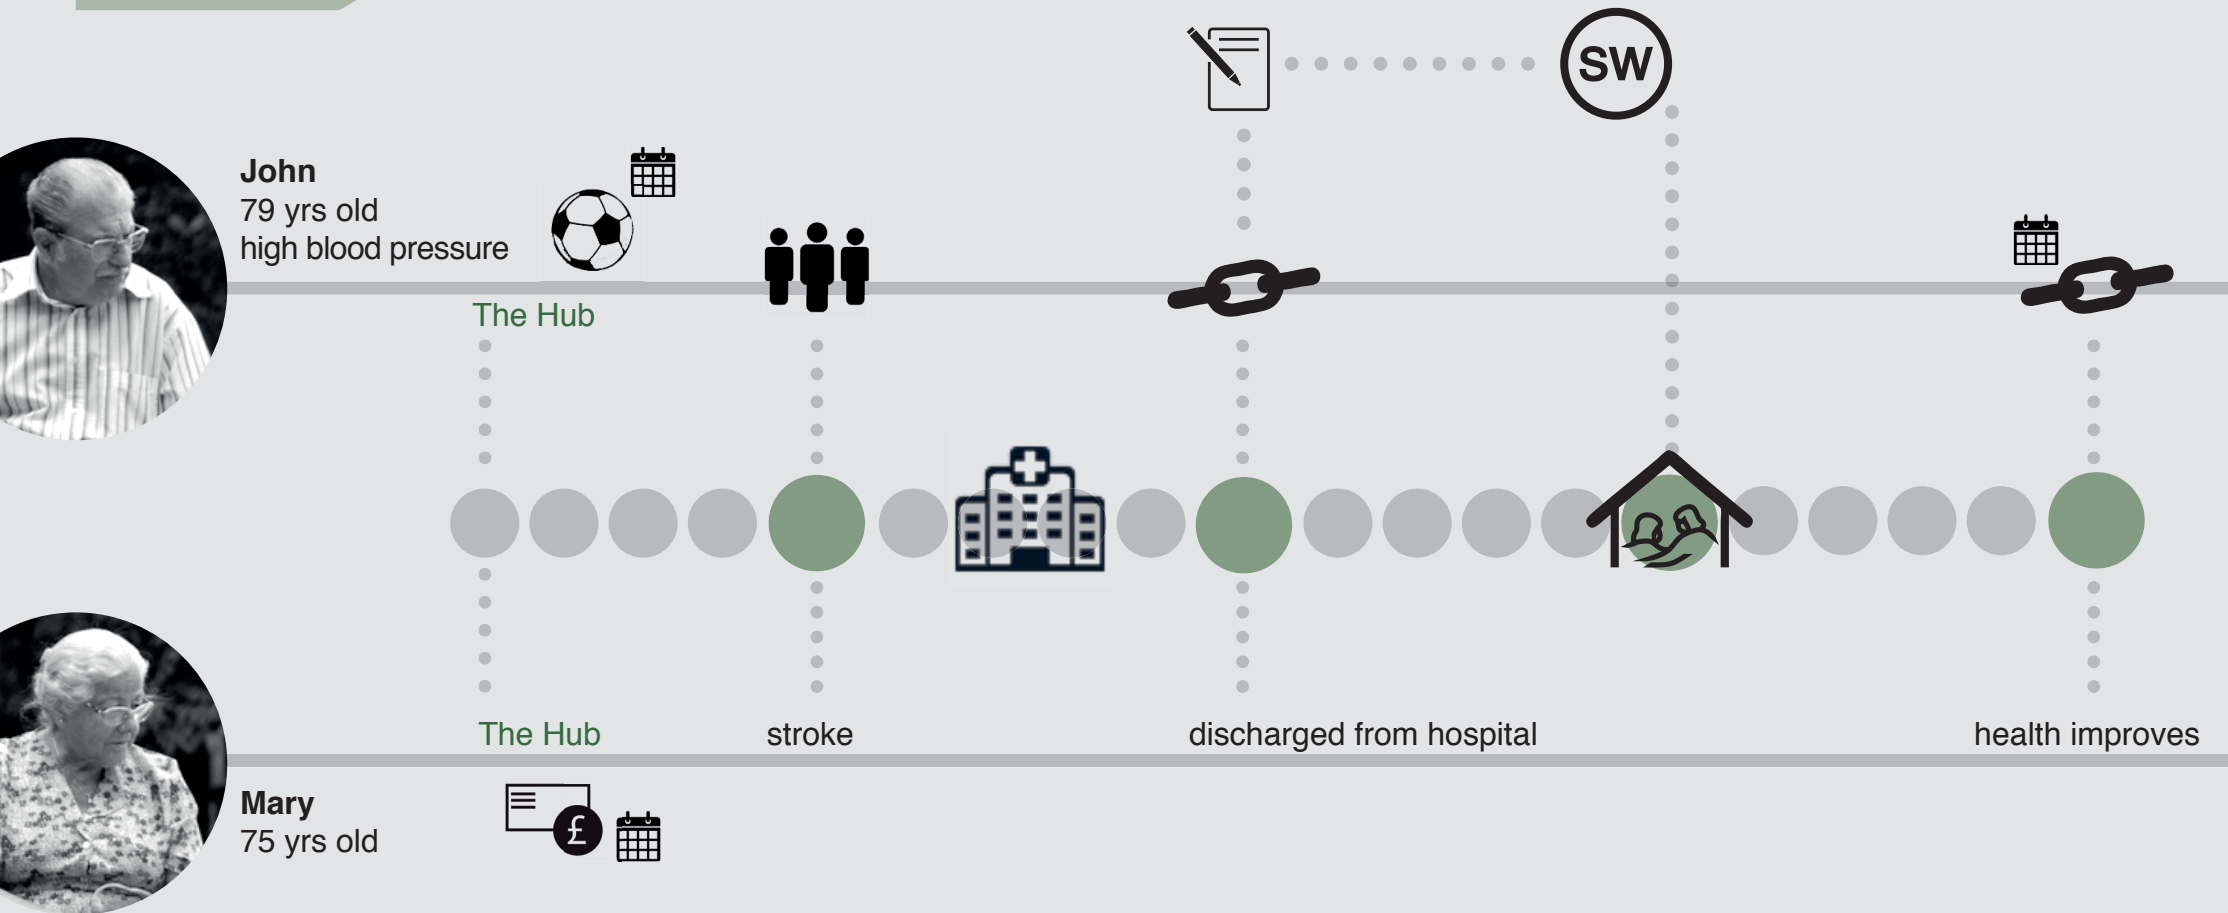 SW
John
79 yrs old
high blood pressure
The Hub
The Hub
stroke
discharged from hospital
health improves
Mary
75 yrs old
£